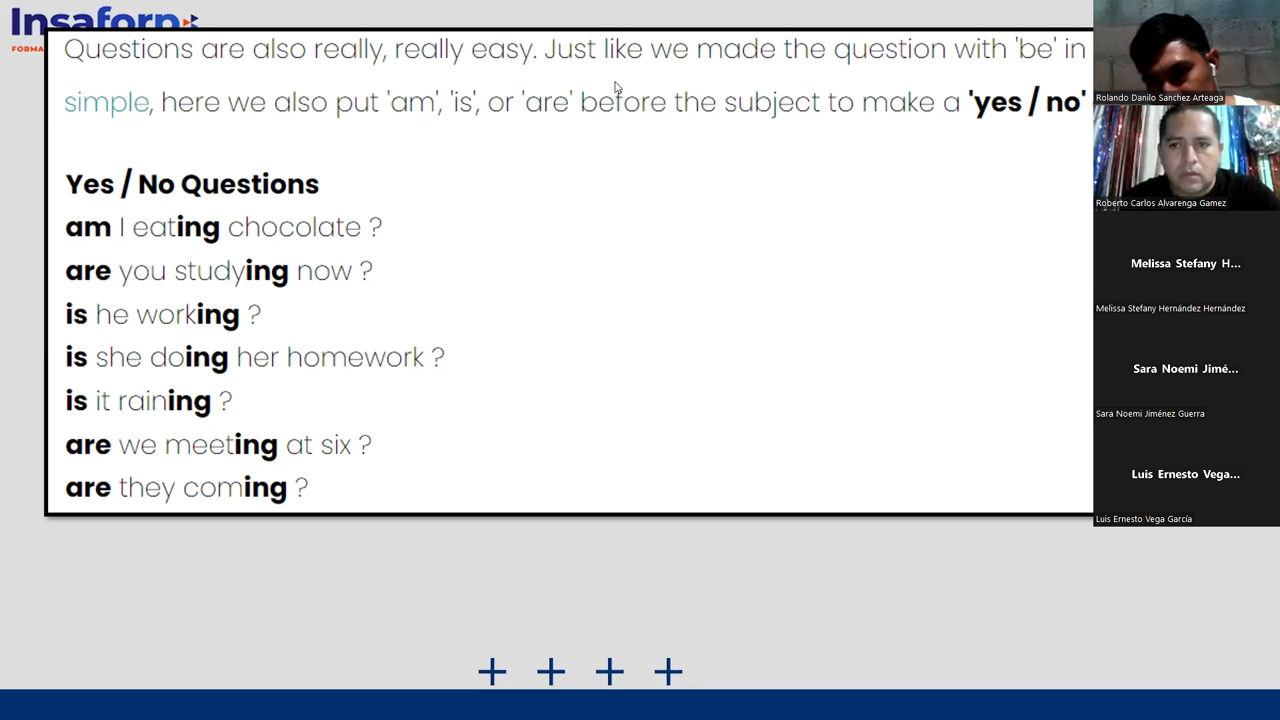 Insaforp
FORMA
Questions are also really, really easy. Just like we made the question with 'be' in
simple, here we also put 'am', 'is', or 'are' before the subject to make a 'yes / no'
Yes / No Questions
am I eating chocolate ?
are you studying now ?
is he working ?
is she doing her homework ?
is it raining ?
are we meeting at six ?
are they coming ?
Rolando Danilo Sanchez Arteaga
Roberto Carlos Alvarenga Gamez
Melissa Stefany H...
Melissa Stefany Hernández Hernández
Sara Noemi Jimé...
Sara Noemi Jiménez Guerra
Luis Ernesto Vega...
Luis Ernesto Vega García